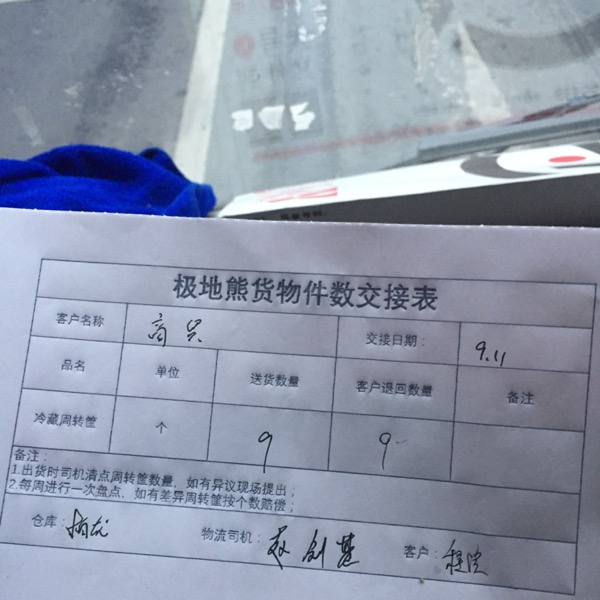 极地熊货物件数交接表
客户名称 商贸 交接日期： 9.11
品名 单位 送货数量 客户退回数量 备注
冷藏周转筐 个 9 9
备注：
1.出货时司机清点周转筐数量，如有异议现场提出；
2.每周进行一次盘点，如有差异周转筐按个数赔偿；
仓库： 物流司机： 客户：